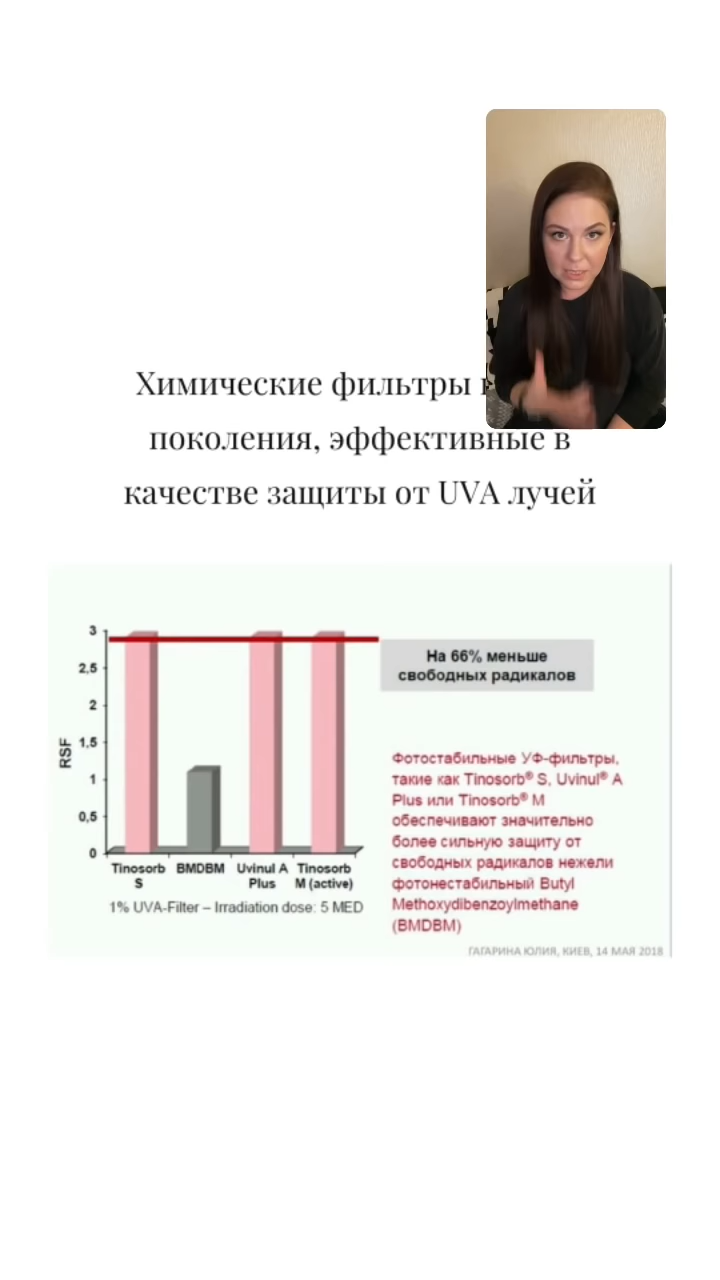 Химические фильтры
поколения, эффективные в
качестве защиты от UVA лучей
3
2,5
2
1,5
1
0,5
0
RSF
Tinosorb S
BMDBM
Uvinul A Plus
Tinosorb M (active)
1% UVA-Filter – Irradiation dose: 5 MED
На 66% меньше
свободных радикалов
Фотостабильные УФ-фильтры,
такие как Tinosorb® S, Uvinul® A
Plus или Tinosorb® M
обеспечивают значительно
более сильную защиту от
свободных радикалов нежели
фотонестабильный Butyl
Methoxydibenzoylmethane
(BMDBM)
ГАГАРИНА ЮЛИЯ, КИЕВ, 14 МАЯ 2018